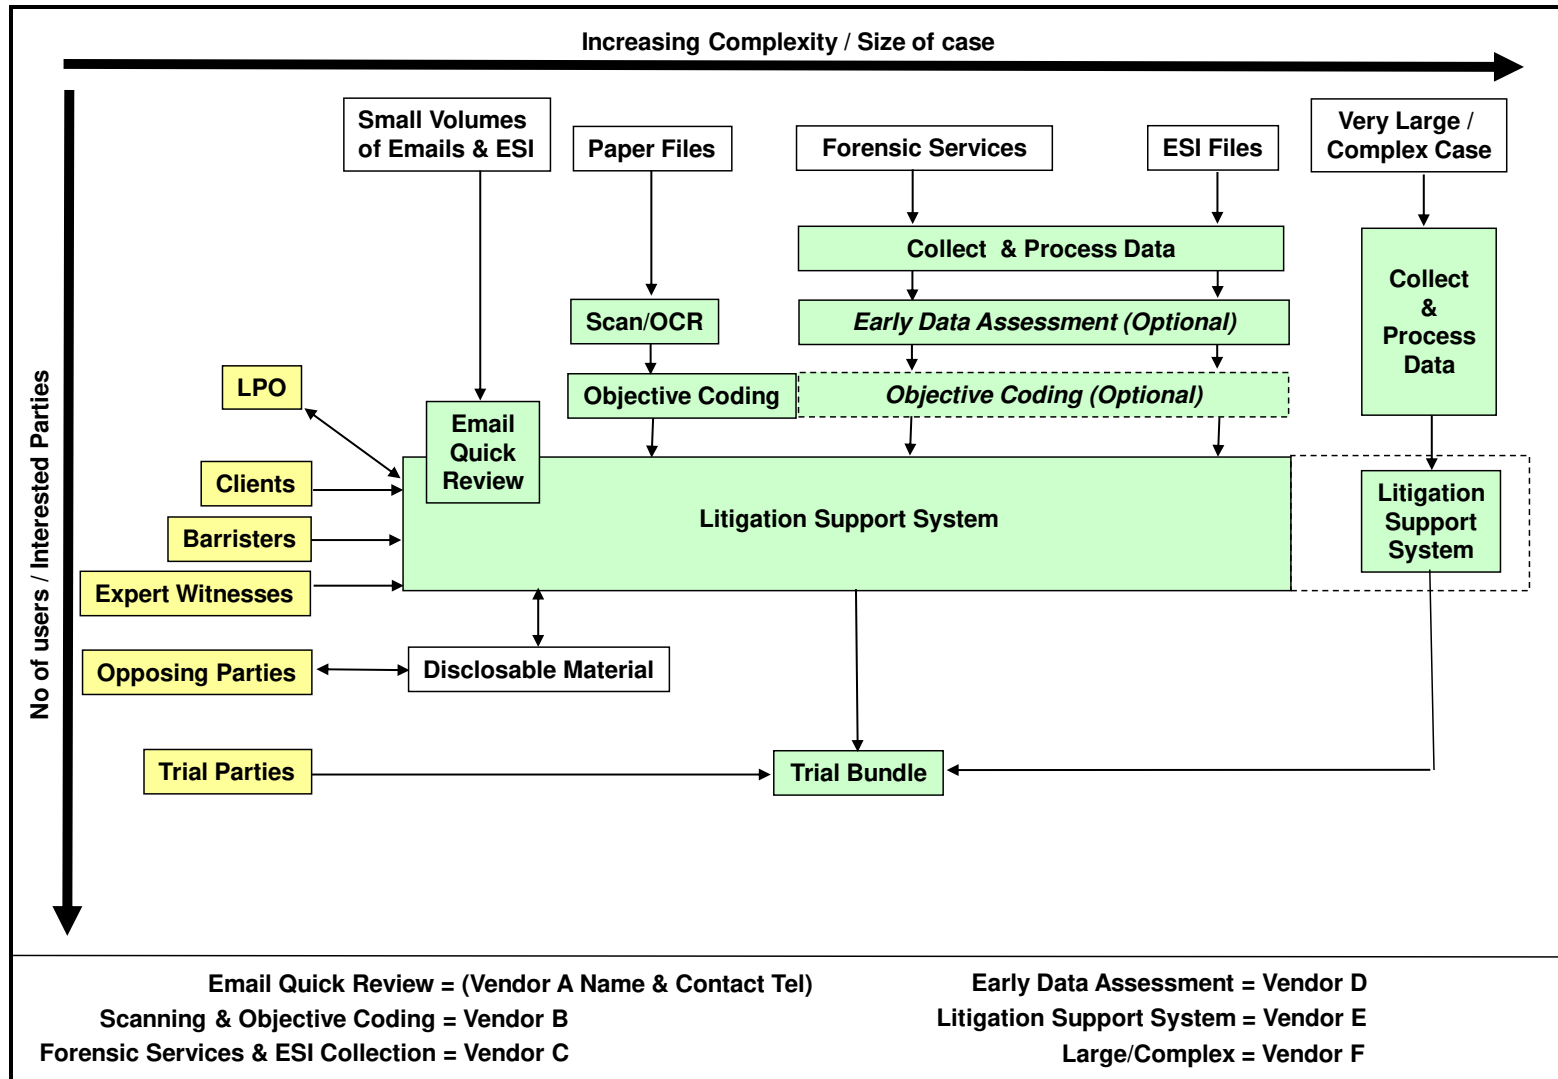 Increasing Complexity / Size of case
No of users / Interested Parties
Small Volumes
of Emails & ESI
Paper Files
Forensic Services
ESI Files
Very Large /
Complex Case
Collect & Process Data
Collect
&
Process
Data
Scan/OCR
Early Data Assessment (Optional)
LPO
Objective Coding
Objective Coding (Optional)
Email
Quick
Review
Clients
Litigation Support System
Litigation
Support
System
Barristers
Expert Witnesses
Opposing Parties
Disclosable Material
Trial Parties
Trial Bundle
Email Quick Review = (Vendor A Name & Contact Tel)
Scanning & Objective Coding = Vendor B
Forensic Services & ESI Collection = Vendor C
Early Data Assessment = Vendor D
Litigation Support System = Vendor E
Large/Complex = Vendor F